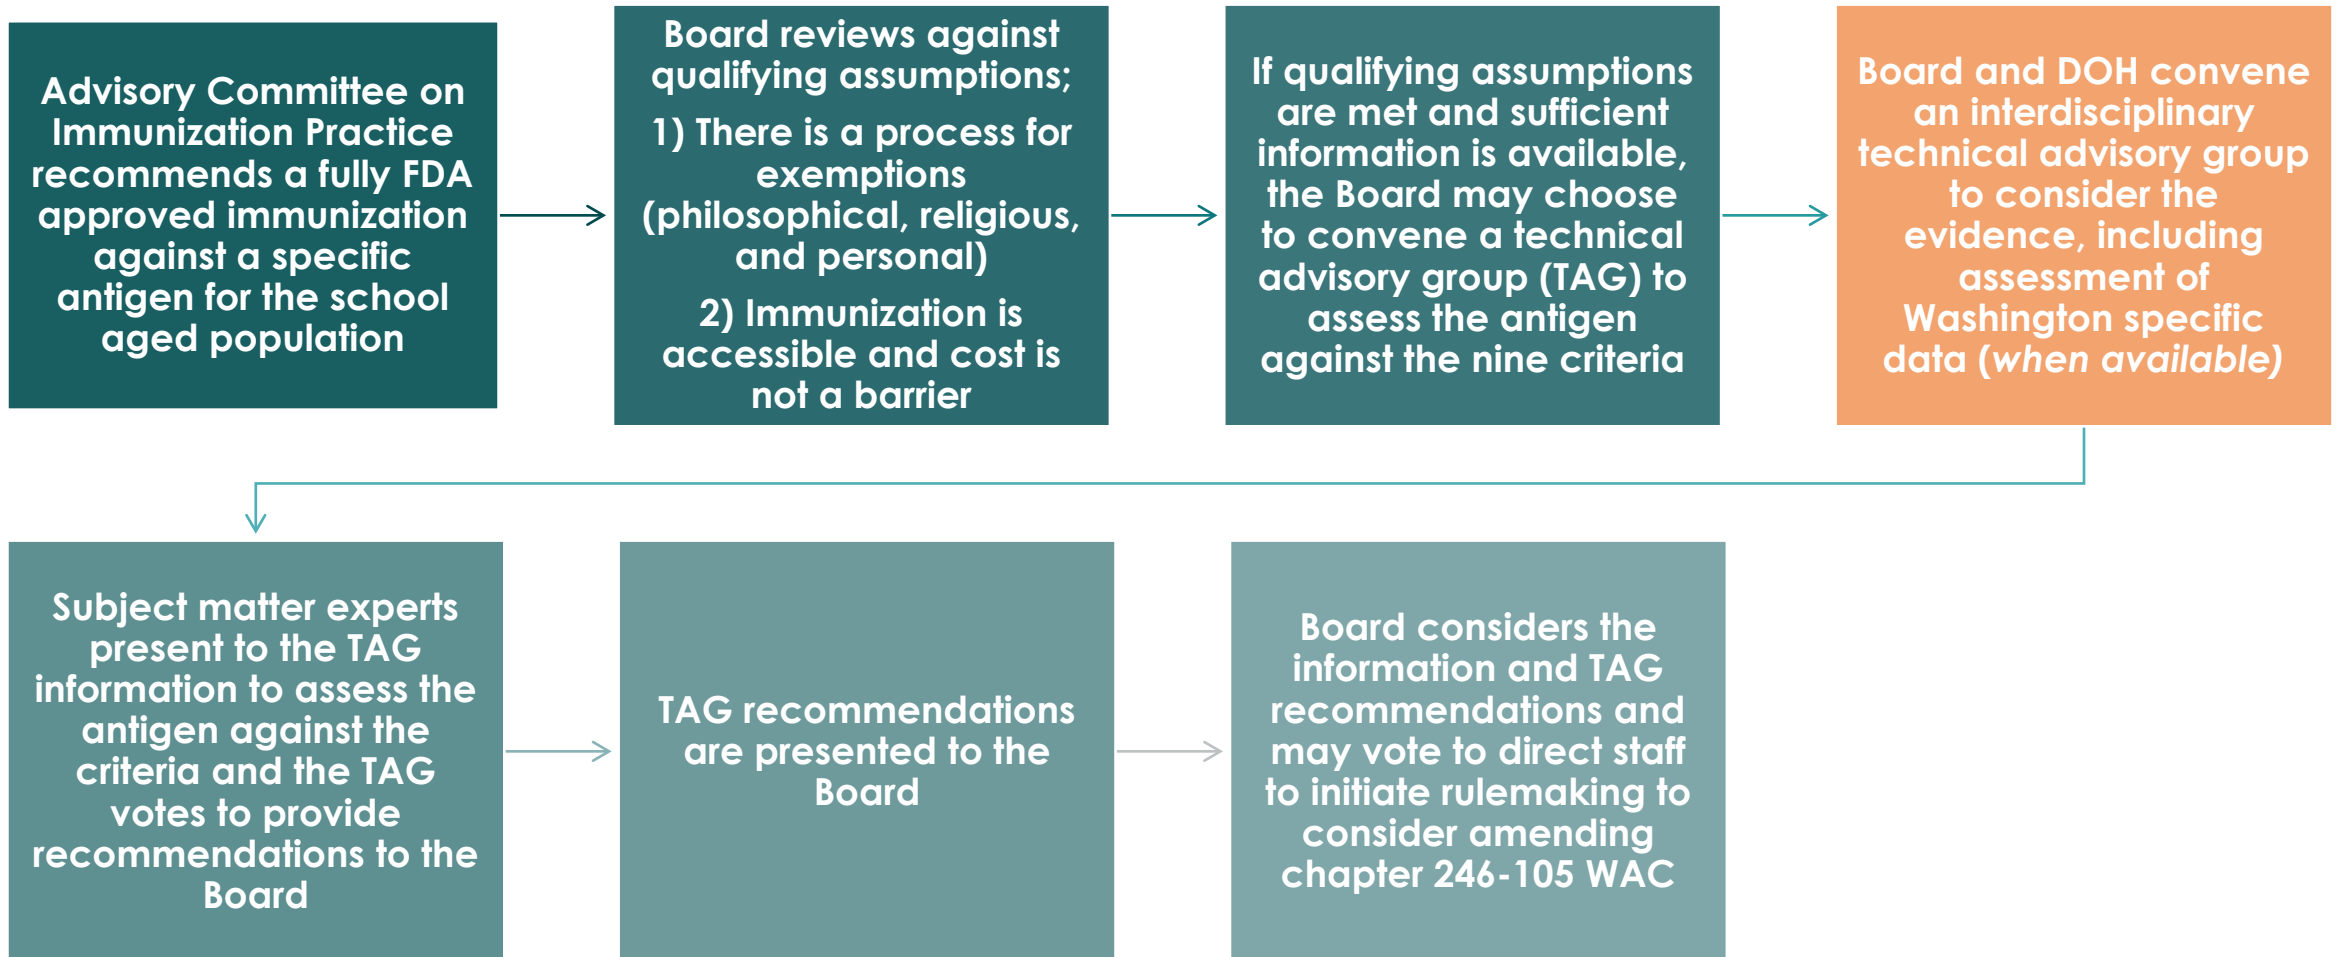 Advisory Committee on
Immunization Practice
recommends a fully FDA
approved immunization
against a specific
antigen for the school
aged population
Board reviews against
qualifying assumptions;
1) There is a process for
exemptions
(philosophical, religious,
and personal)
2) Immunization is
accessible and cost is
not a barrier
If qualifying assumptions
are met and sufficient
information is available,
the Board may choose
to convene a technical
advisory group (TAG) to
assess the antigen
against the nine criteria
Board and DOH convene
an interdisciplinary
technical advisory group
to consider the
evidence, including
assessment of
Washington specific
data (when available)
Subject matter experts
present to the TAG
information to assess the
antigen against the
criteria and the TAG
votes to provide
recommendations to the
Board
TAG recommendations
are presented to the
Board
Board considers the
information and TAG
recommendations and
may vote to direct staff
to initiate rulemaking to
consider amending
chapter 246-105 WAC